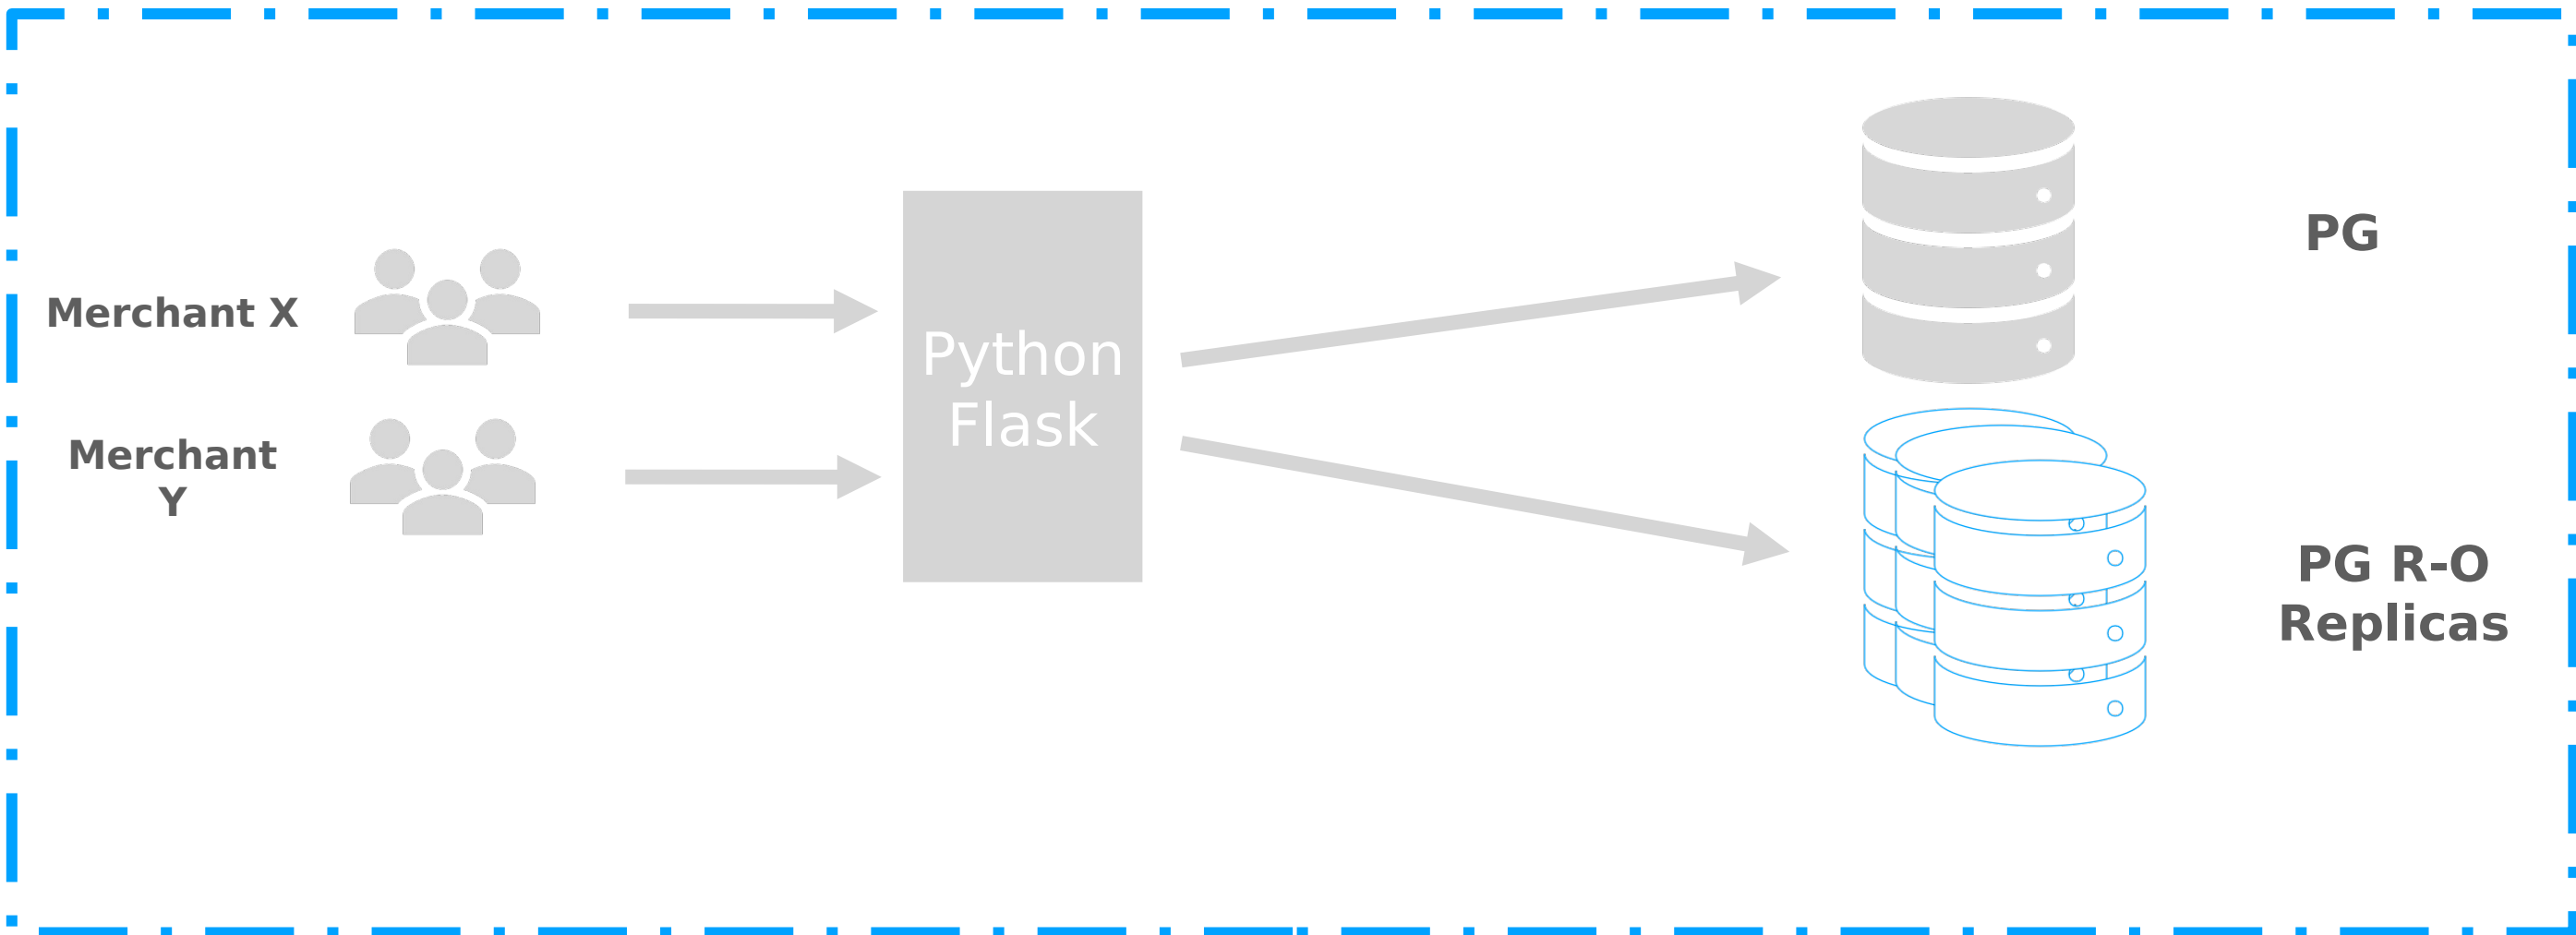 Merchant X
Merchant
Y
Python
Flask
PG
PG R-O
Replicas